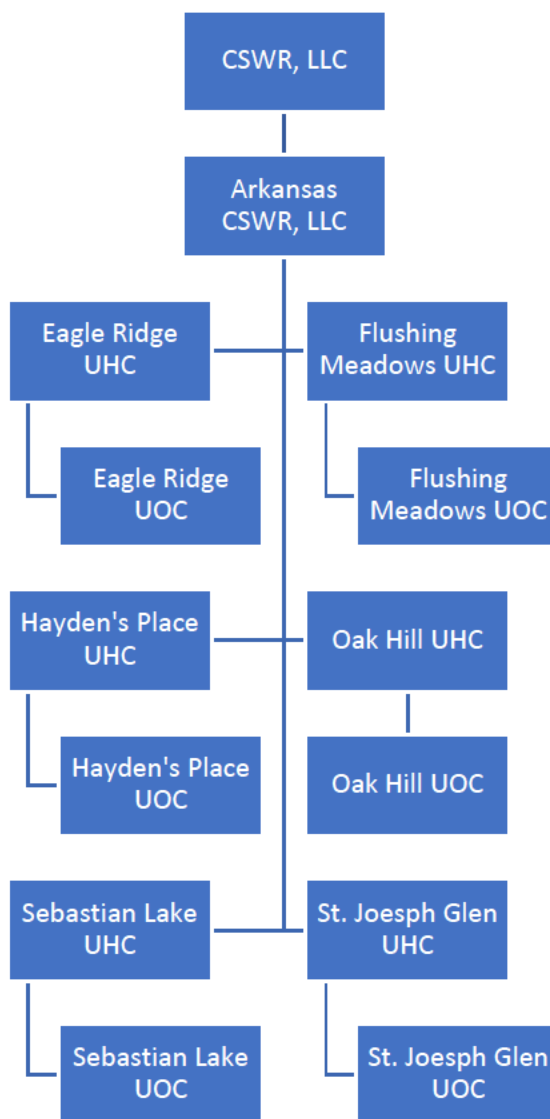 CSWR, LLC
Arkansas
CSWR, LLC
Eagle Ridge
UHC
Flushing
Meadows UHC
Eagle Ridge
UOC
Flushing
Meadows UOC
Hayden's Place
UHC
Oak Hill UHC
Hayden's Place
UOC
Oak Hill UOC
Sebastian Lake
UHC
St. Joesph Glen
UHC
Sebastian Lake
UOC
St. Joesph Glen
UOC